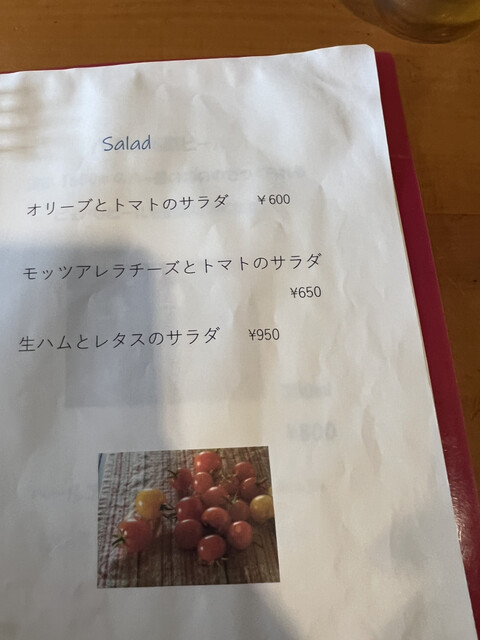 Salad
オリーブとトマトのサラダ ￥600
モッツアレラチーズとトマトのサラダ
¥650
生ハムとレタスのサラダ ¥950